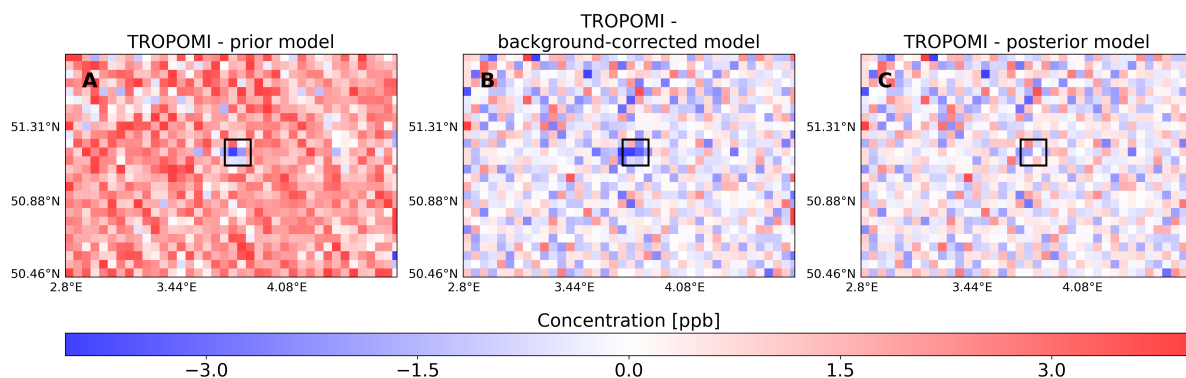 TROPOMI - prior model
TROPOMI -
background-corrected model
TROPOMI - posterior model
A
B
C
51.31°N
50.88°N
50.46°N
2.8°E
3.44°E
4.08°E
51.31°N
50.88°N
50.46°N
2.8°E
3.44°E
4.08°E
51.31°N
50.88°N
50.46°N
2.8°E
3.44°E
4.08°E
Concentration [ppb]
−3.0
−1.5
0.0
1.5
3.0